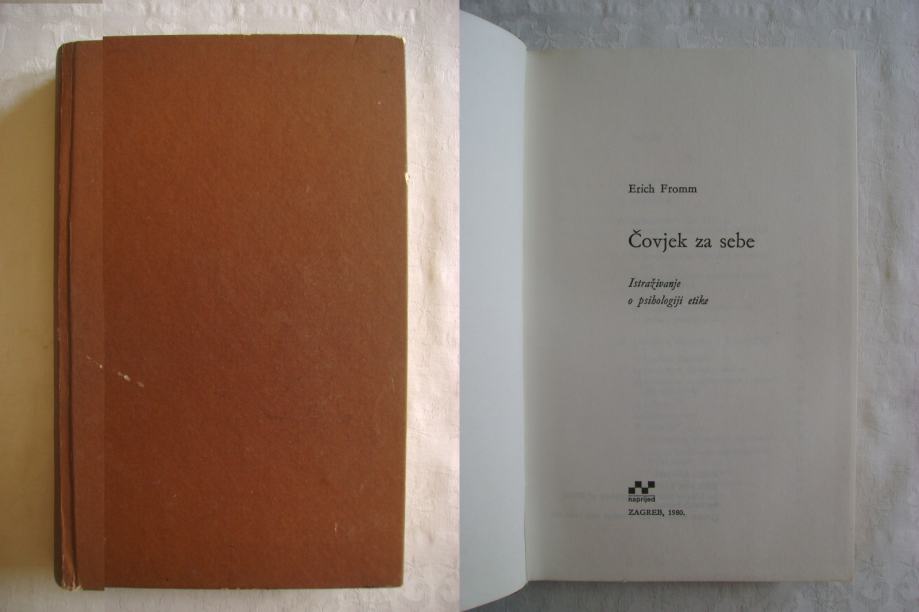 Erich Fromm
Čovjek za sebe
Istraživanje
o psihologiji etike
naprijed
ZAGREB, 1980.